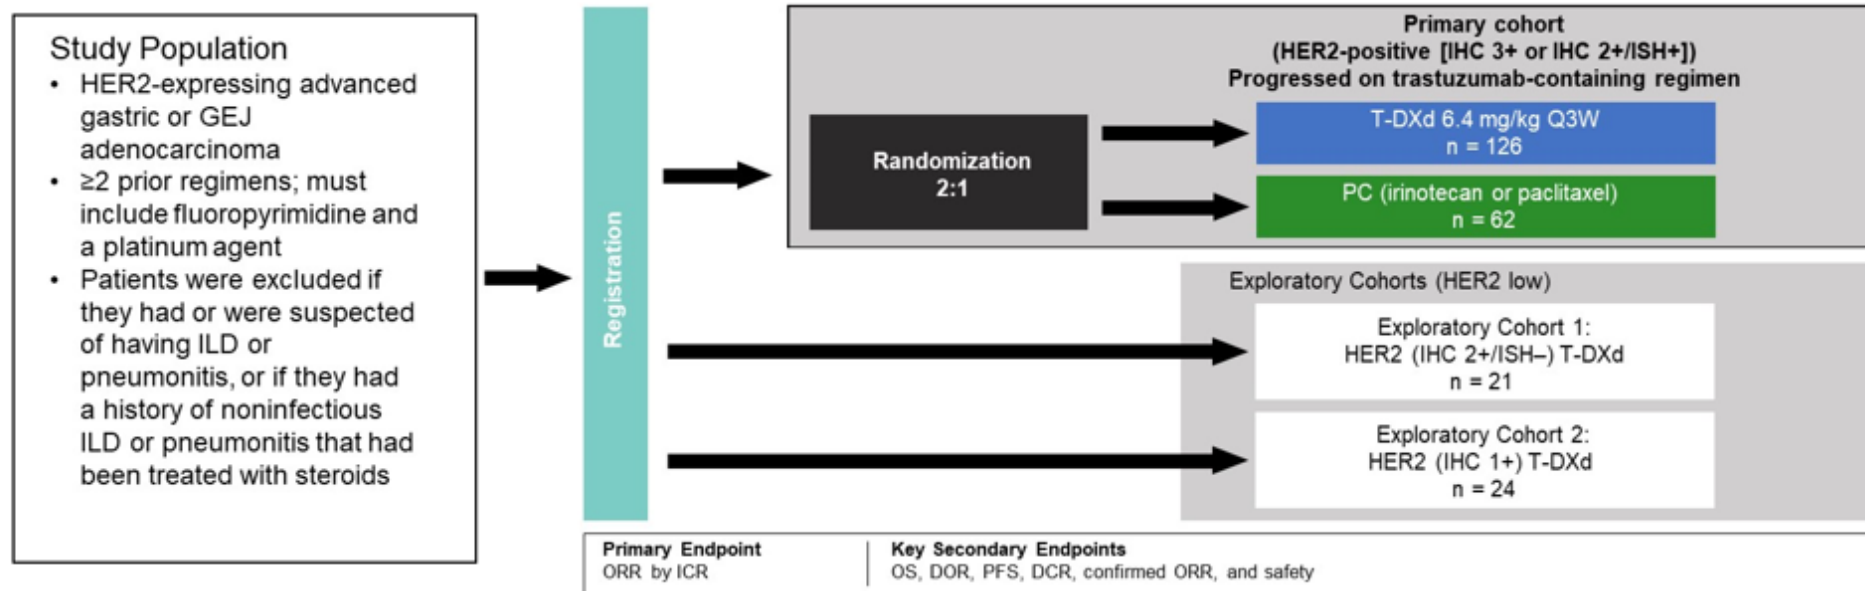 Study Population
• HER2-expressing advanced
gastric or GEJ
adenocarcinoma
• ≥2 prior regimens; must
include fluoropyrimidine and
a platinum agent
• Patients were excluded if
they had or were suspected
of having ILD or
pneumonitis, or if they had
a history of noninfectious
ILD or pneumonitis that had
been treated with steroids
Registration
Primary cohort
(HER2-positive [IHC 3+ or IHC 2+/ISH+])
Progressed on trastuzumab-containing regimen
Randomization
2:1
T-DXd 6.4 mg/kg Q3W
n = 126
PC (irinotecan or paclitaxel)
n = 62
Exploratory Cohorts (HER2 low)
Exploratory Cohort 1:
HER2 (IHC 2+/ISH–) T-DXd
n = 21
Exploratory Cohort 2:
HER2 (IHC 1+) T-DXd
n = 24
Primary Endpoint
ORR by ICR
Key Secondary Endpoints
OS, DOR, PFS, DCR, confirmed ORR, and safety